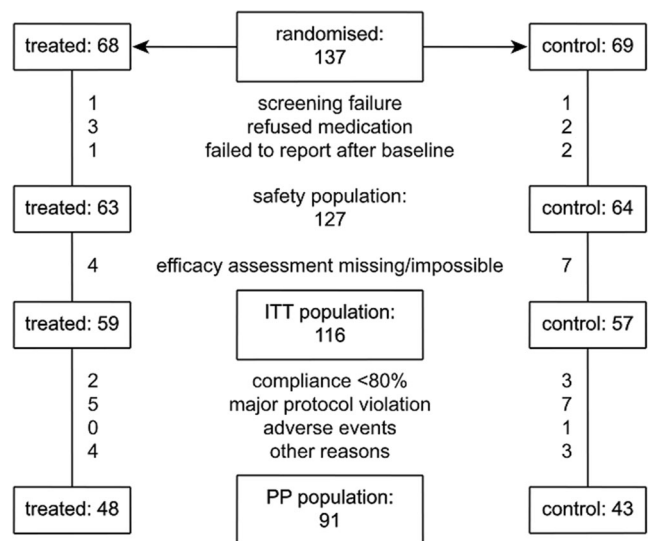 treated: 68 randomised: control: 69
137
1 screening failure 1
3 refused medication 2
1 failed to report after baseline 2
treated: 63 safety population: control: 64
127
4 efficacy assessment missing/impossible 7
treated: 59 ITT population: control: 57
116
2 compliance <80% 3
5 major protocol violation 7
0 adverse events 1
4 other reasons 3
treated: 48 PP population: control: 43
91